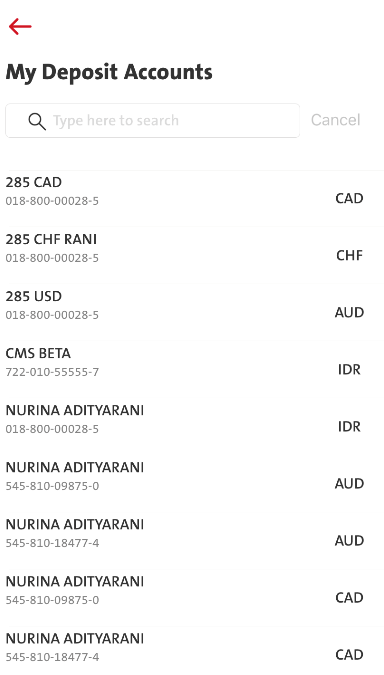 My Deposit Accounts
Type here to search Cancel
285 CAD
018-800-00028-5
CAD
285 CHF RANI
018-800-00028-5
CHF
285 USD
018-800-00028-5
AUD
CMS BETA
722-010-55555-7
IDR
NURINA ADITYARANI
018-800-00028-5
IDR
NURINA ADITYARANI
545-810-09875-0
AUD
NURINA ADITYARANI
545-810-18477-4
AUD
NURINA ADITYARANI
545-810-09875-0
CAD
NURINA ADITYARANI
545-810-18477-4
CAD